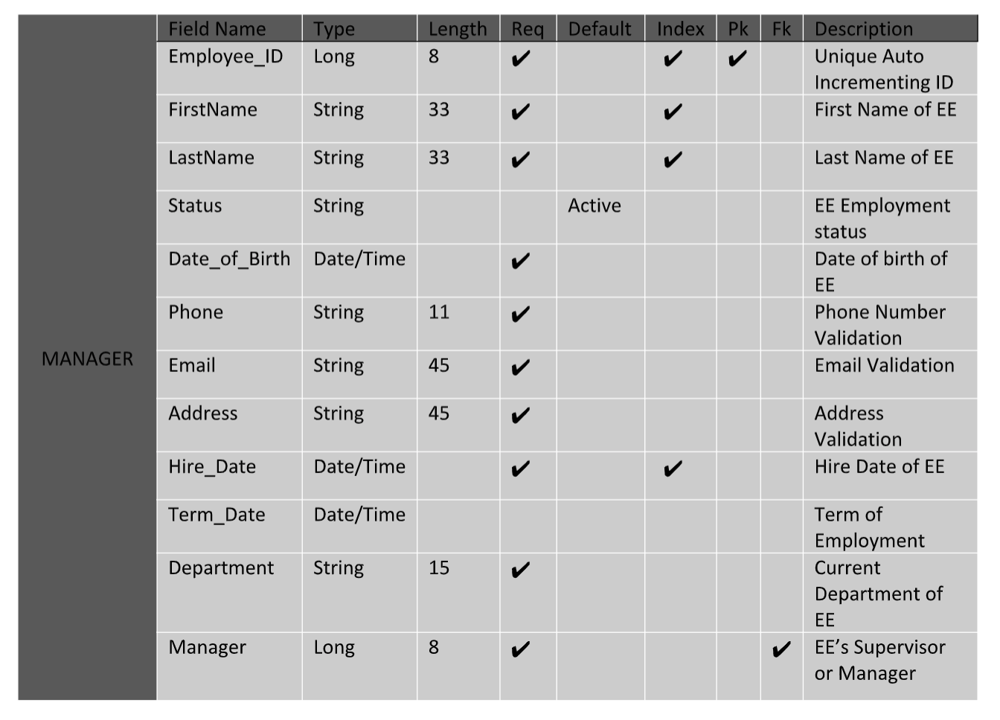 Field Name Type Length Req Default Index Pk Fk Description
Employee_ID Long 8 ✔ ✔ ✔ Unique Auto
Incrementing ID
FirstName String 33 ✔ ✔ First Name of EE
LastName String 33 ✔ ✔ Last Name of EE
Status String Active EE Employment
status
Date_of_Birth Date/Time ✔ Date of birth of
EE
Phone String 11 ✔ Phone Number
Validation
MANAGER
Email String 45 ✔ Email Validation
Address String 45 ✔ Address
Validation
Hire_Date Date/Time ✔ ✔ Hire Date of EE
Term_Date Date/Time Term of
Employment
Department String 15 ✔ Current
Department of
EE
Manager Long 8 ✔ ✔ EE’s Supervisor
or Manager